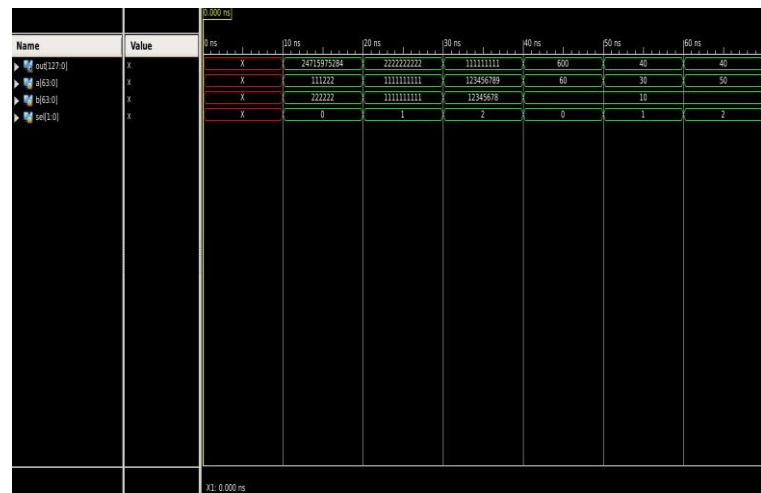 0.000 ns
Name Value 0 ns 10 ns 20 ns 30 ns 40 ns 50 ns 60 ns
out[127:0] X X 24715975284 2222222222 111111111 600 40 40
a[63:0] X X 111222 1111111111 123456789 60 30 50
b[63:0] X X 222222 1111111111 12345678 10
sel[1:0] X X 0 1 2 0 1 2
X1: 0.000 ns